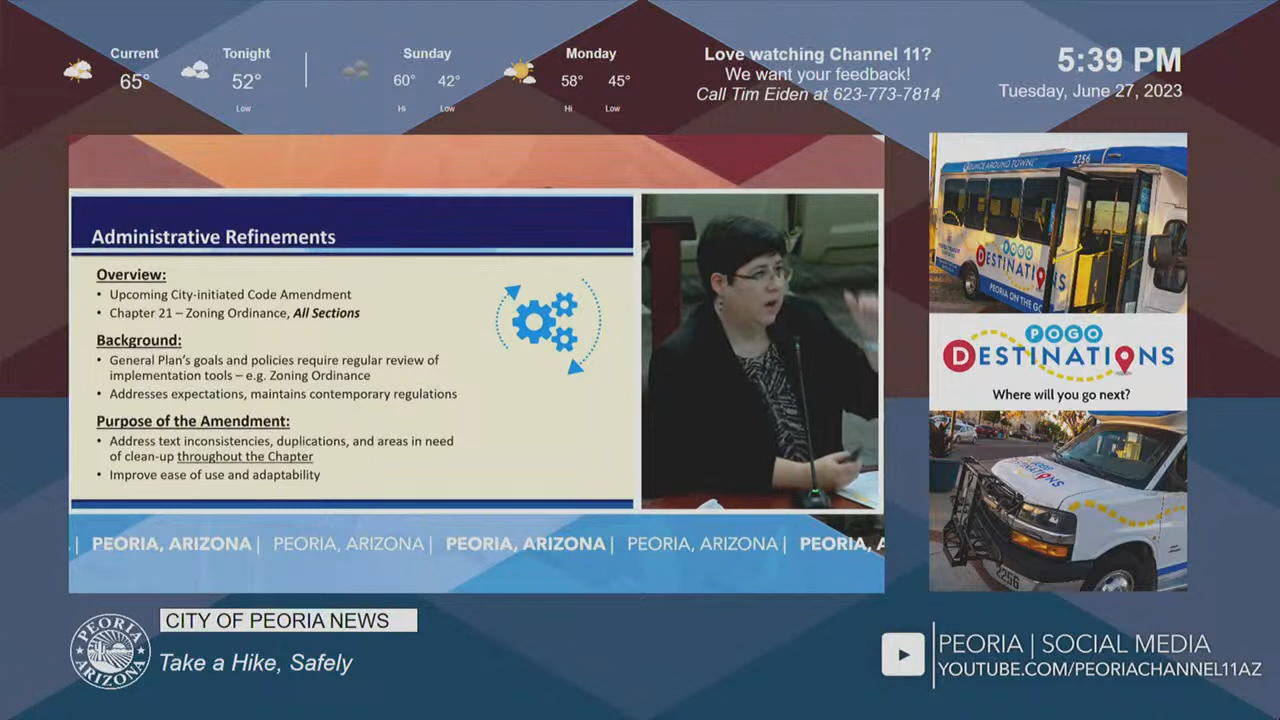 Current
65°
Tonight
52°
Low
Sunday
60° 42°
Hi Low
Monday
58° 45°
Hi Low
Love watching Channel 11?
We want your feedback!
Call Tim Eiden at 623-773-7814
5:39 PM
Tuesday, June 27, 2023
Administrative Refinements
Overview:
• Upcoming City-initiated Code Amendment
• Chapter 21 – Zoning Ordinance, All Sections
Background:
• General Plan's goals and policies require regular review of
implementation tools – e.g. Zoning Ordinance
• Addresses expectations, maintains contemporary regulations
Purpose of the Amendment:
• Address text inconsistencies, duplications, and areas in need
of clean-up throughout the Chapter
• Improve ease of use and adaptability
| PEORIA, ARIZONA | PEORIA, ARIZONA | PEORIA, ARIZONA | PEORIA, ARIZONA | PEORIA, A
2256
POGO
DESTINATIONS
PEORIA ON THE GO
POGO
DESTINATIONS
Where will you go next?
2256
PEORIA
ARIZONA
CITY OF PEORIA NEWS
Take a Hike, Safely
PEORIA | SOCIAL MEDIA
YOUTUBE.COM/PEORIACHANNEL11AZ